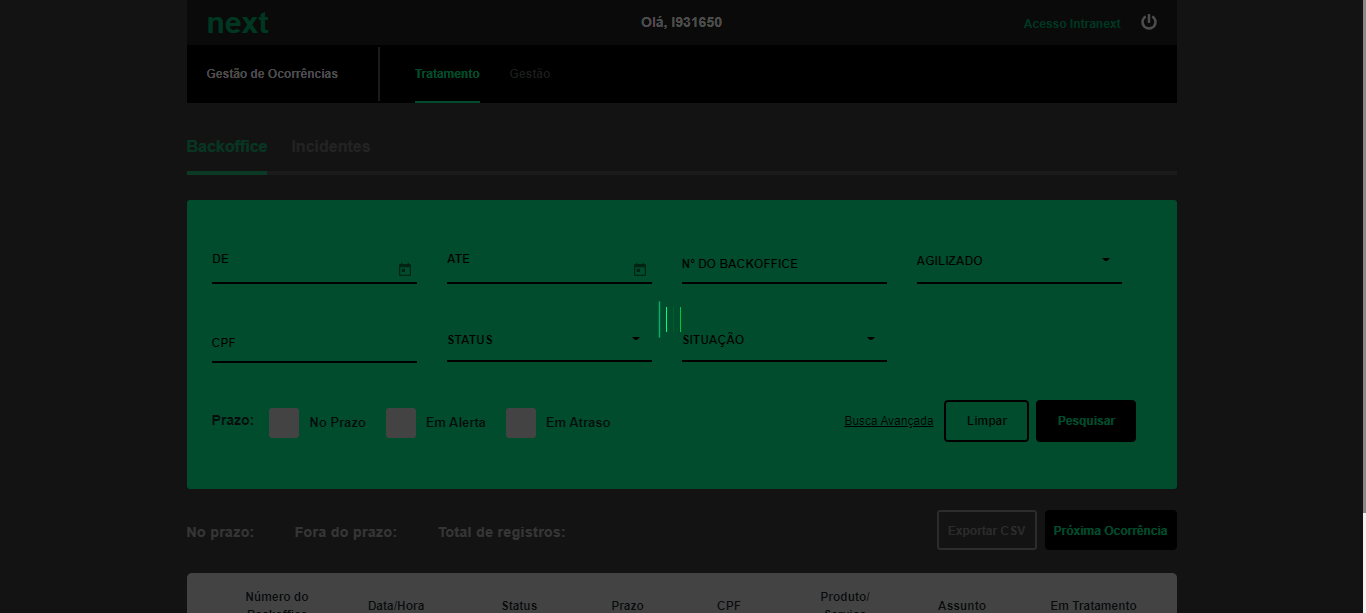 next
Olá, I931650
Acesso Intranext
Gestão de Ocorrências
Tratamento
Gestão
Backoffice
Incidentes
DE
ATE
Nº DO BACKOFFICE
AGILIZADO
CPF
STATUS
SITUAÇÃO
Prazo:
No Prazo
Em Alerta
Em Atraso
Busca Avançada
Limpar
Pesquisar
No prazo:
Fora do prazo:
Total de registros:
Exportar CSV
Próxima Ocorrência
Número do
Backoffice
Data/Hora
Status
Prazo
CPF
Produto/
Serviço
Assunto
Em Tratamento